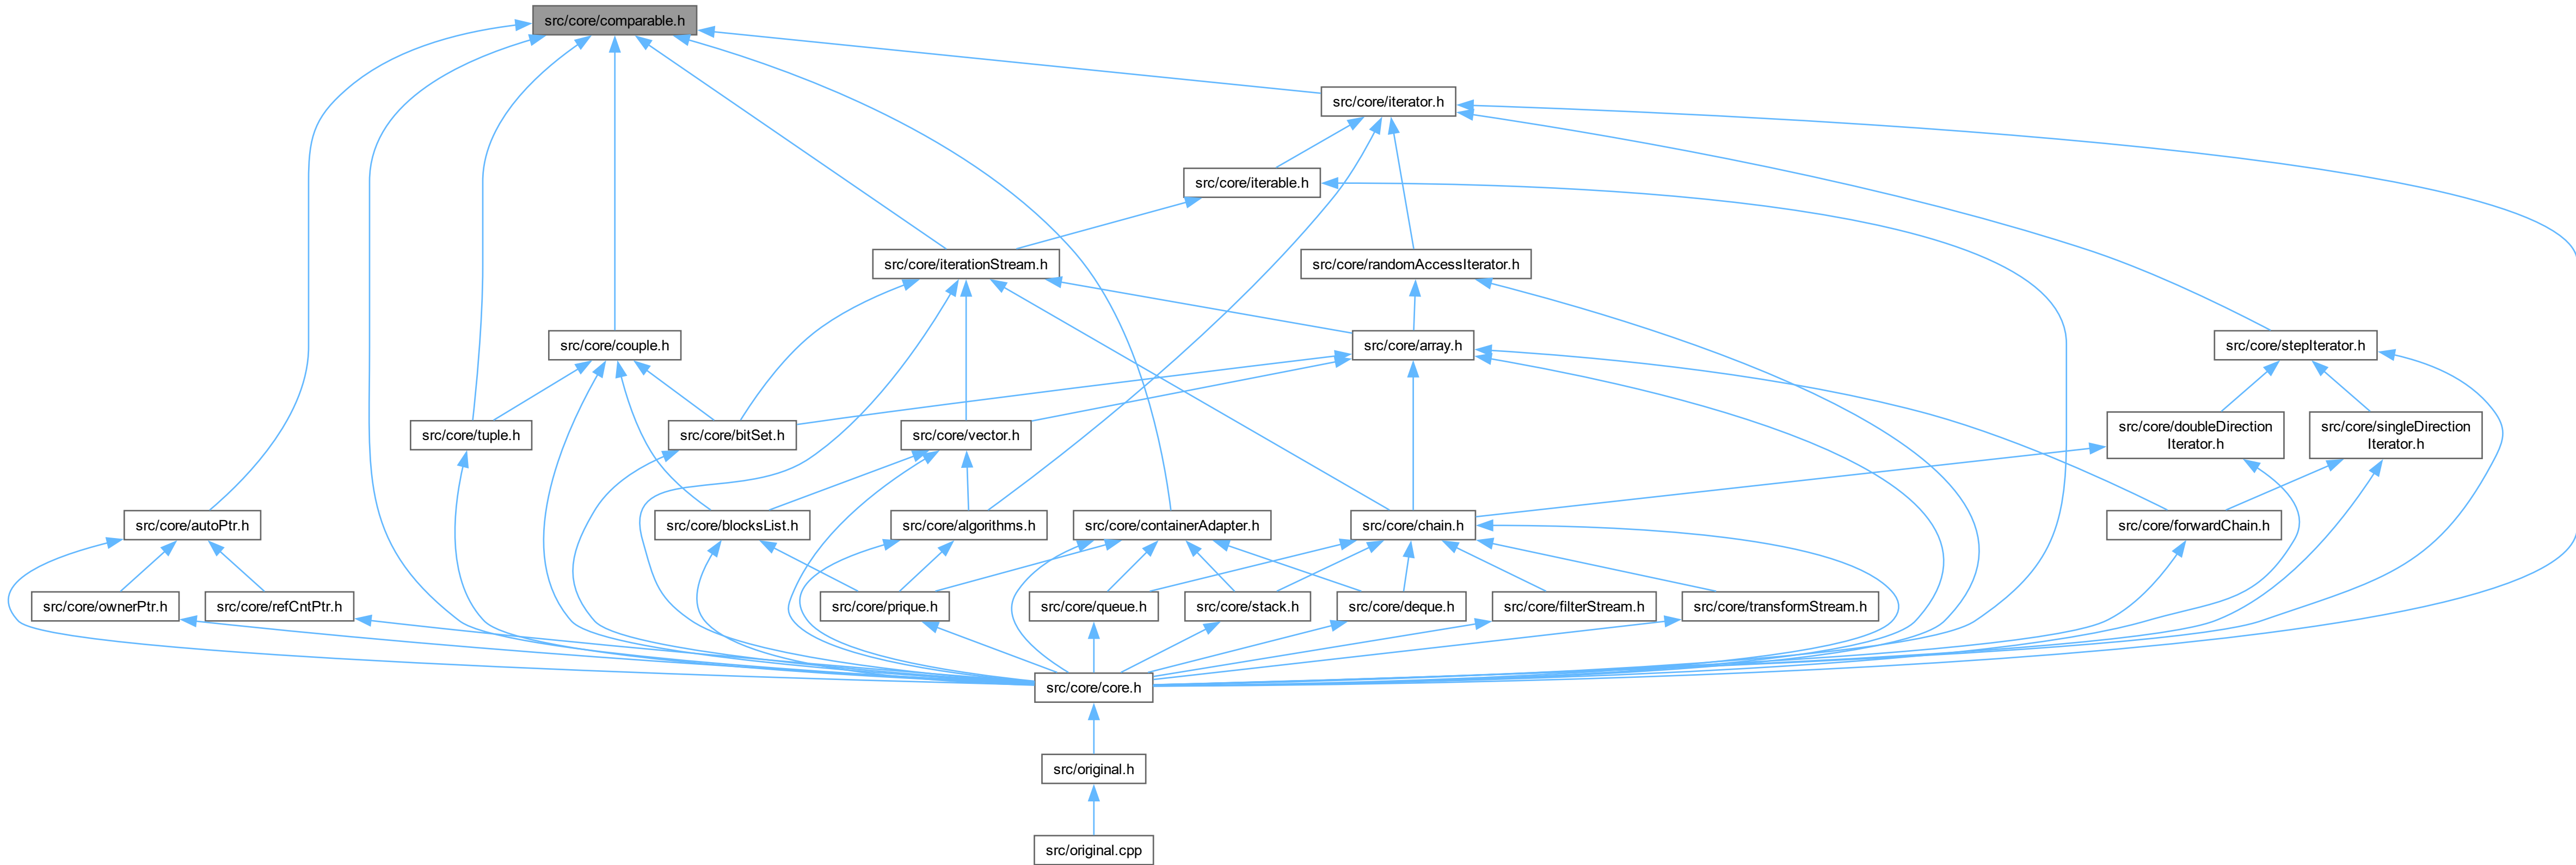 src/core/comparable.h
src/core/iterator.h
src/core/iterable.h
src/core/iterationStream.h
src/core/randomAccessIterator.h
src/core/couple.h
src/core/array.h
src/core/stepIterator.h
src/core/tuple.h
src/core/bitSet.h
src/core/vector.h
src/core/doubleDirection
Iterator.h
src/core/singleDirection
Iterator.h
src/core/autoPtr.h
src/core/blocksList.h
src/core/algorithms.h
src/core/containerAdapter.h
src/core/chain.h
src/core/forwardChain.h
src/core/ownerPtr.h
src/core/refCntPtr.h
src/core/prique.h
src/core/queue.h
src/core/stack.h
src/core/deque.h
src/core/filterStream.h
src/core/transformStream.h
src/core/core.h
src/original.h
src/original.cpp